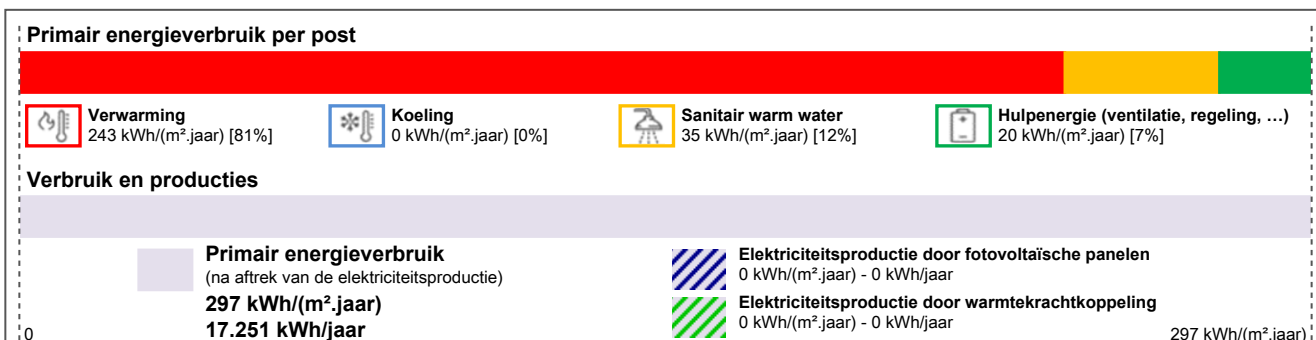 Primair energieverbruik per post
Verwarming
243 kWh/(m².jaar) [81%]
Koeling
0 kWh/(m².jaar) [0%]
Sanitair warm water
35 kWh/(m².jaar) [12%]
Hulpenergie (ventilatie, regeling, …)
20 kWh/(m².jaar) [7%]
Verbruik en producties
Primair energieverbruik
(na aftrek van de elektriciteitsproductie)
297 kWh/(m².jaar)
17.251 kWh/jaar
Elektriciteitsproductie door fotovoltaïsche panelen
0 kWh/(m².jaar) - 0 kWh/jaar
Elektriciteitsproductie door warmtekrachtkoppeling
0 kWh/(m².jaar) - 0 kWh/jaar
0
297 kWh/(m².jaar)